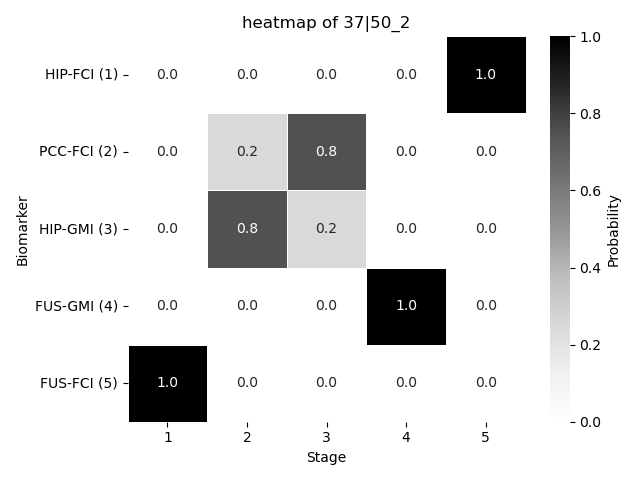 heatmap of 37|50_2
HIP-FCI (1) 0.0 0.0 0.0 0.0 1.0
PCC-FCI (2) 0.0 0.2 0.8 0.0 0.0
HIP-GMI (3) 0.0 0.8 0.2 0.0 0.0
FUS-GMI (4) 0.0 0.0 0.0 1.0 0.0
FUS-FCI (5) 1.0 0.0 0.0 0.0 0.0
1 2 3 4 5
Stage
Biomarker
1.0
0.8
0.6
0.4
0.2
0.0
Probability